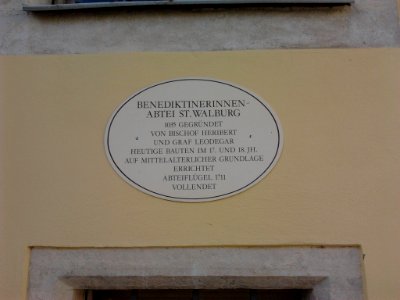 BENEDIKTINERINNEN-
ABTEI ST. WALBURG
1035 GEGRÜNDET
VON BISCHOF HERIBERT
UND GRAF LEODEGAR
HEUTIGE BAUTEN IM 17. UND 18. JH.
AUF MITTELALTERLICHER GRUNDLAGE
ERRICHTET
ABTEIFLÜGEL 1711
VOLLENDET